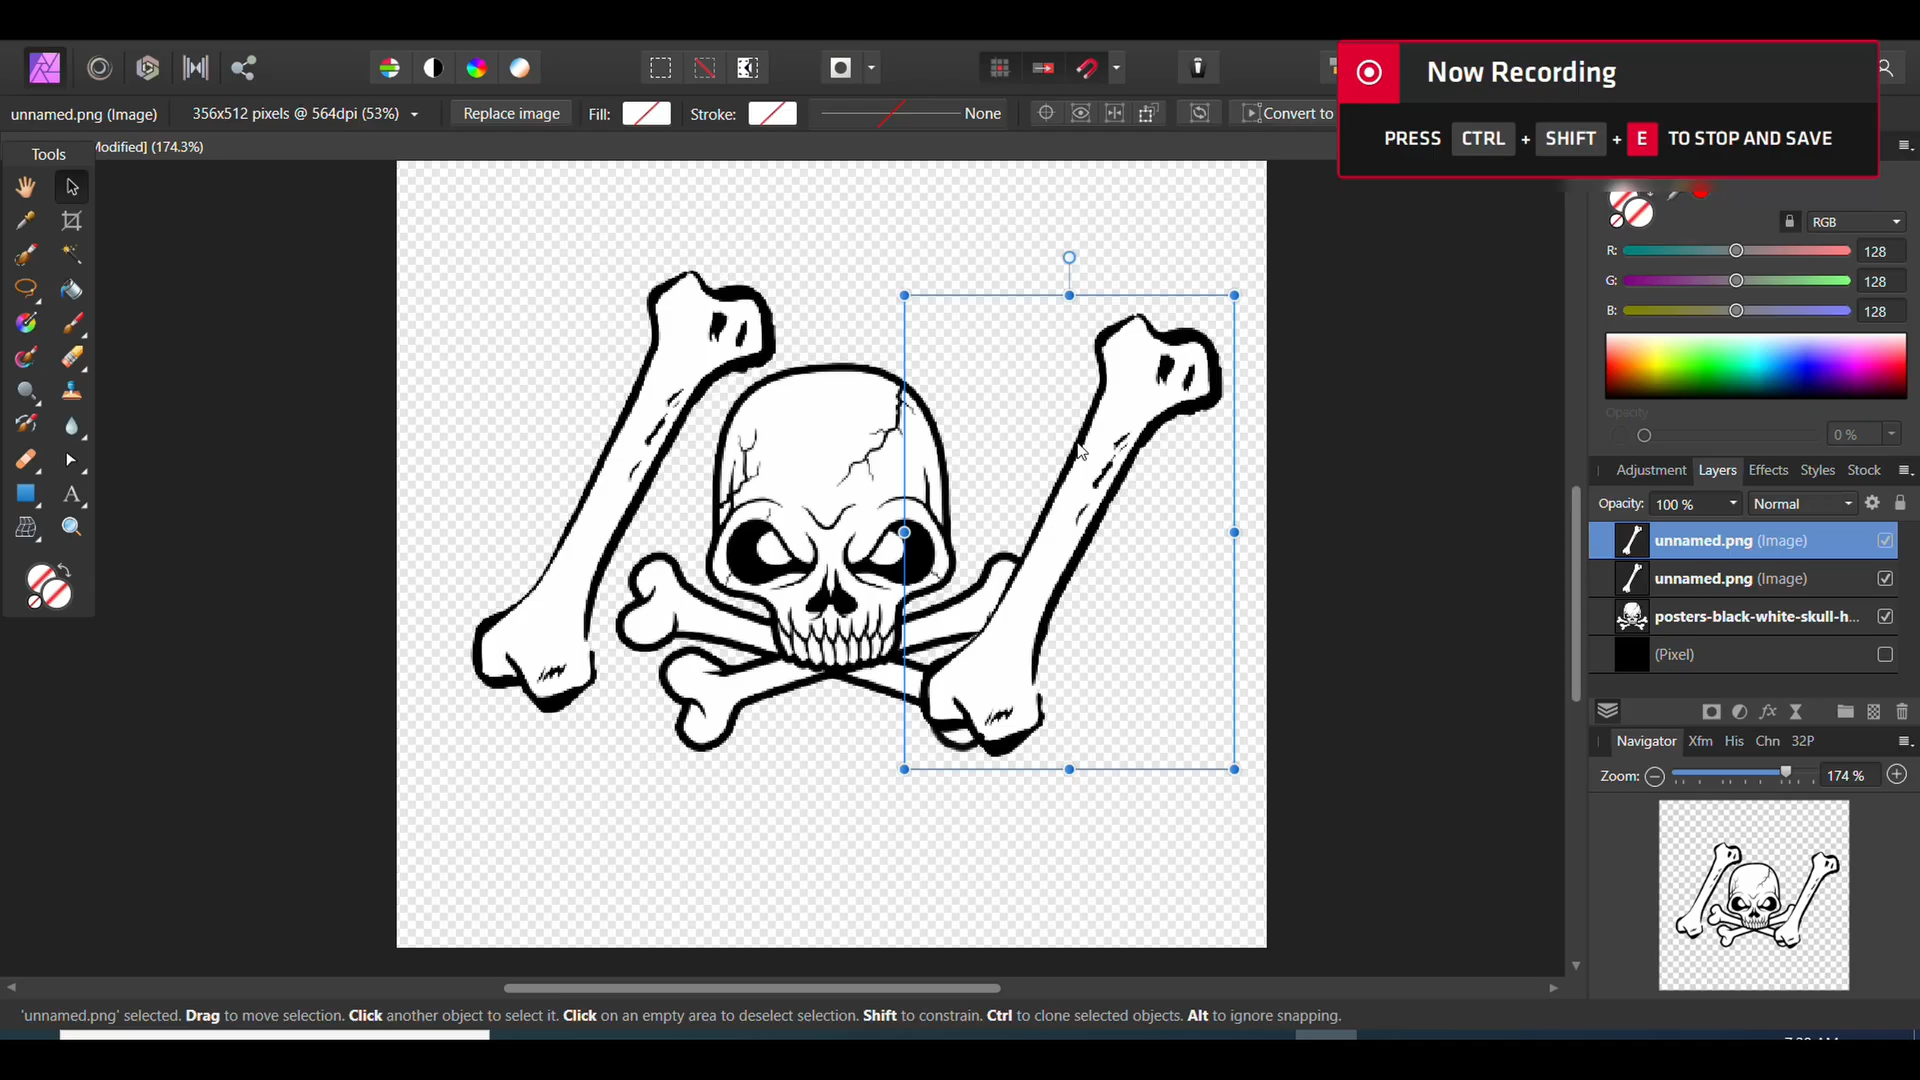 Now Recording
PRESS CTRL + SHIFT + E TO STOP AND SAVE
unnamed.png (Image)
356x512 pixels @ 564dpi (53%)
Replace image
Fill:
Stroke:
None
Convert to
Tools
Modified] (174.3%)
RGB
R: 128
G: 128
B: 128
Opacity
0 %
Adjustment Layers Effects Styles Stock
Opacity: 100 % Normal
unnamed.png (Image)
unnamed.png (Image)
posters-black-white-skull-h...
(Pixel)
Navigator Xfm His Chn 32P
Zoom: 174 %
'unnamed.png' selected. Drag to move selection. Click another object to select it. Click on an empty area to deselect selection. Shift to constrain. Ctrl to clone selected objects. Alt to ignore snapping.